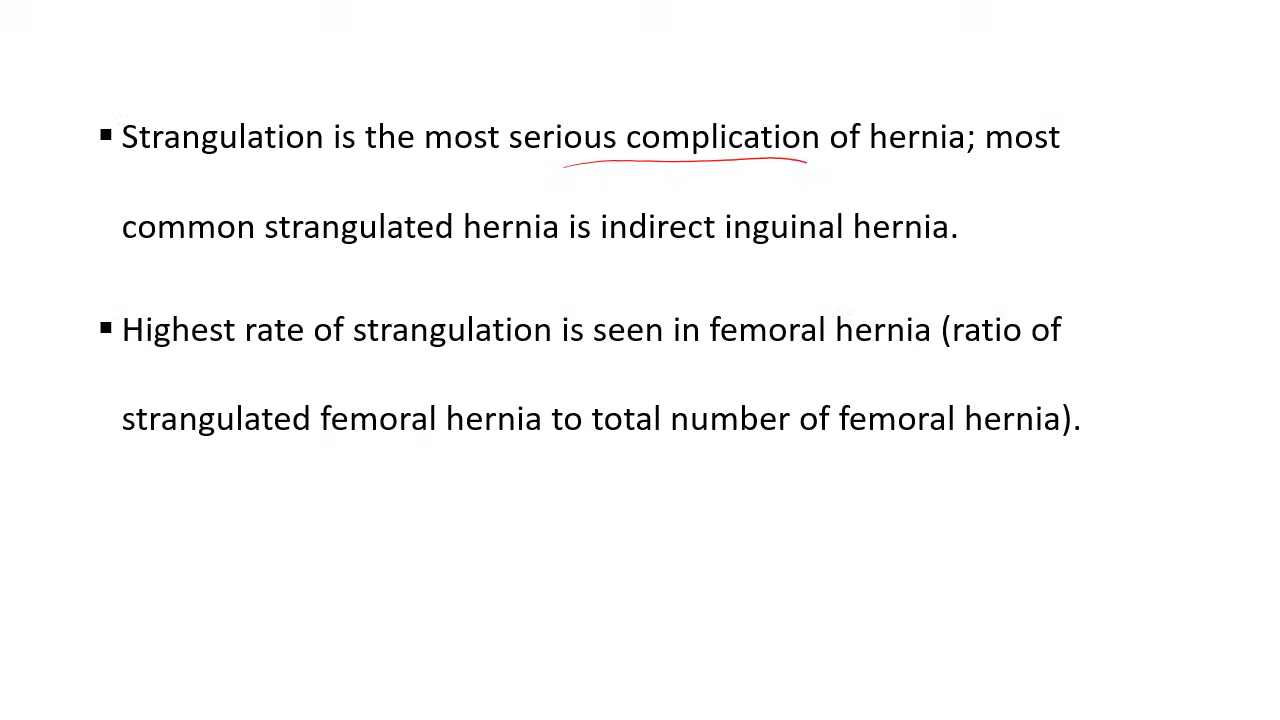 ▪ Strangulation is the most serious complication of hernia; most
common strangulated hernia is indirect inguinal hernia.
▪ Highest rate of strangulation is seen in femoral hernia (ratio of
strangulated femoral hernia to total number of femoral hernia).